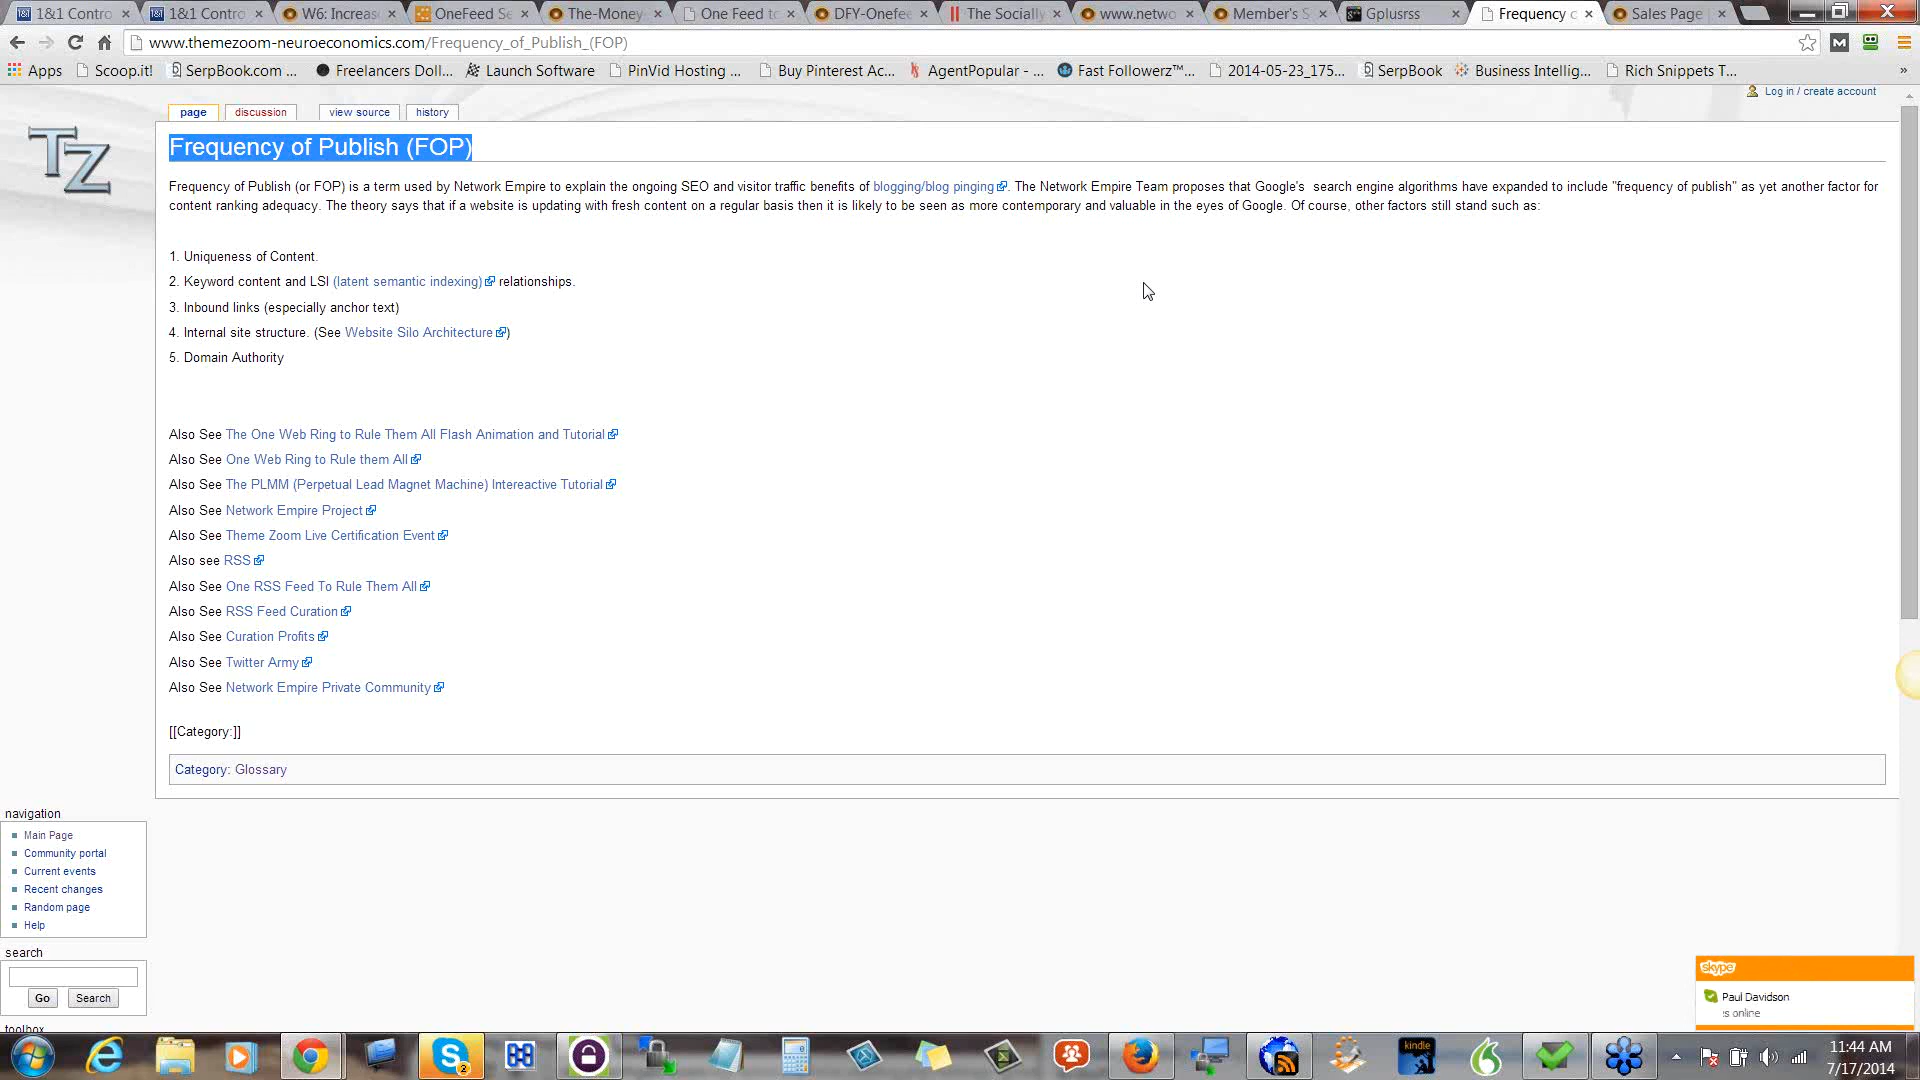 1&1 Contro
1&1 Contro
W6: Increas
OneFeed Se
The-Money
One Feed to
DFY-Onefee
The Socially
www.netwo
Member's S
Gplusrss
Frequency o
Sales Page
www.themezoom-neuroeconomics.com/Frequency_of_Publish_(FOP)
Apps
Scoop.it!
SerpBook.com ...
Freelancers Doll...
Launch Software
PinVid Hosting ...
Buy Pinterest Ac...
AgentPopular - ...
Fast Followerz™...
2014-05-23_175...
SerpBook
Business Intellig...
Rich Snippets T...
»
Log in / create account
page
discussion
view source
history
TZ
Frequency of Publish (FOP)
Frequency of Publish (or FOP) is a term used by Network Empire to explain the ongoing SEO and visitor traffic benefits of blogging/blog pinging. The Network Empire Team proposes that Google's search engine algorithms have expanded to include "frequency of publish" as yet another factor for
content ranking adequacy. The theory says that if a website is updating with fresh content on a regular basis then it is likely to be seen as more contemporary and valuable in the eyes of Google. Of course, other factors still stand such as:
1. Uniqueness of Content.
2. Keyword content and LSI (latent semantic indexing) relationships.
3. Inbound links (especially anchor text)
4. Internal site structure. (See Website Silo Architecture)
5. Domain Authority
Also See The One Web Ring to Rule Them All Flash Animation and Tutorial
Also See One Web Ring to Rule them All
Also See The PLMM (Perpetual Lead Magnet Machine) Intereactive Tutorial
Also See Network Empire Project
Also See Theme Zoom Live Certification Event
Also see RSS
Also See One RSS Feed To Rule Them All
Also See RSS Feed Curation
Also See Curation Profits
Also See Twitter Army
Also See Network Empire Private Community
[[Category:]]
Category: Glossary
navigation
Main Page
Community portal
Current events
Recent changes
Random page
Help
search
Go
Search
toolbox
skype
Paul Davidson
is online
kindle
11:44 AM
7/17/2014